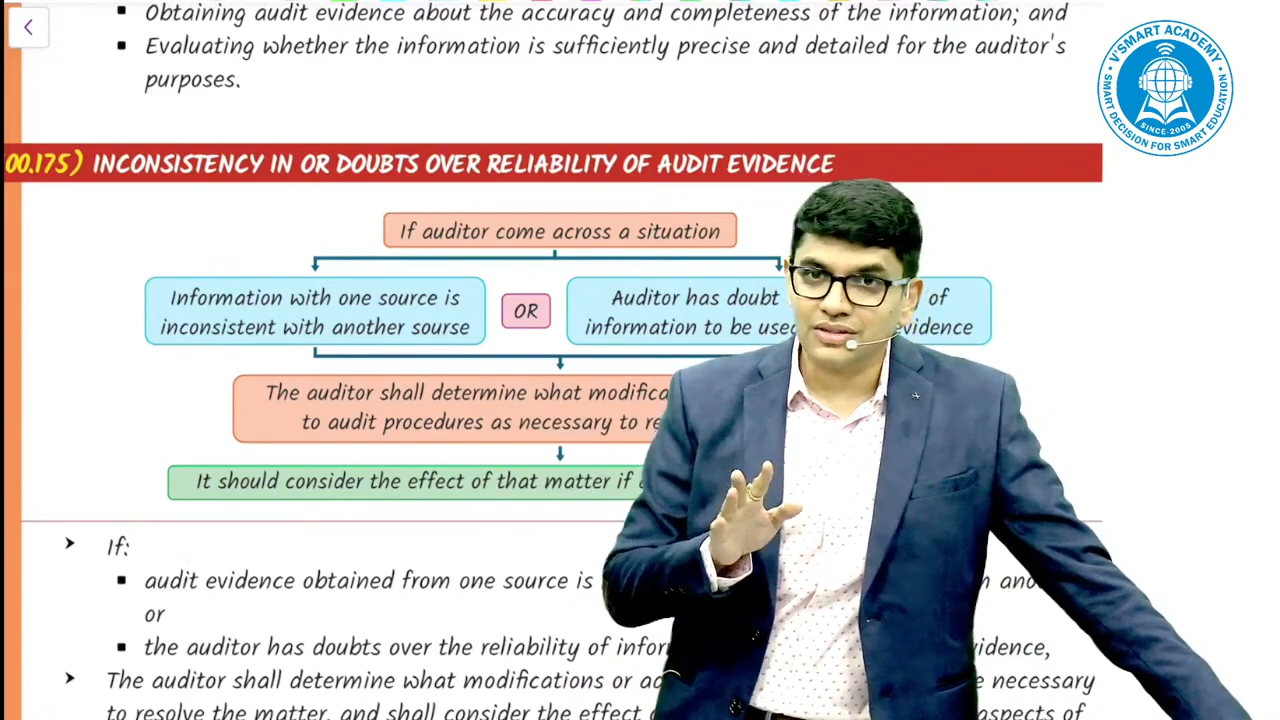 Obtaining audit evidence about the accuracy and completeness of the information; and
Evaluating whether the information is sufficiently precise and detailed for the auditor's
purposes.
V'SMART ACADEMY
SINCE-2005
SMART DECISION FOR SMART EDUCATION
00.175) INCONSISTENCY IN OR DOUBTS OVER RELIABILITY OF AUDIT EVIDENCE
If auditor come across a situation
Information with one source is
inconsistent with another sourse
OR
Auditor has doubt of
information to be used evidence
The auditor shall determine what
to audit procedures as necessary to
It should consider the effect of that matter if
If:
audit evidence obtained from one source is
or
the auditor has doubts over the reliability of
The auditor shall determine what modifications or necessary
to resolve the matter, and shall consider the effect aspects of